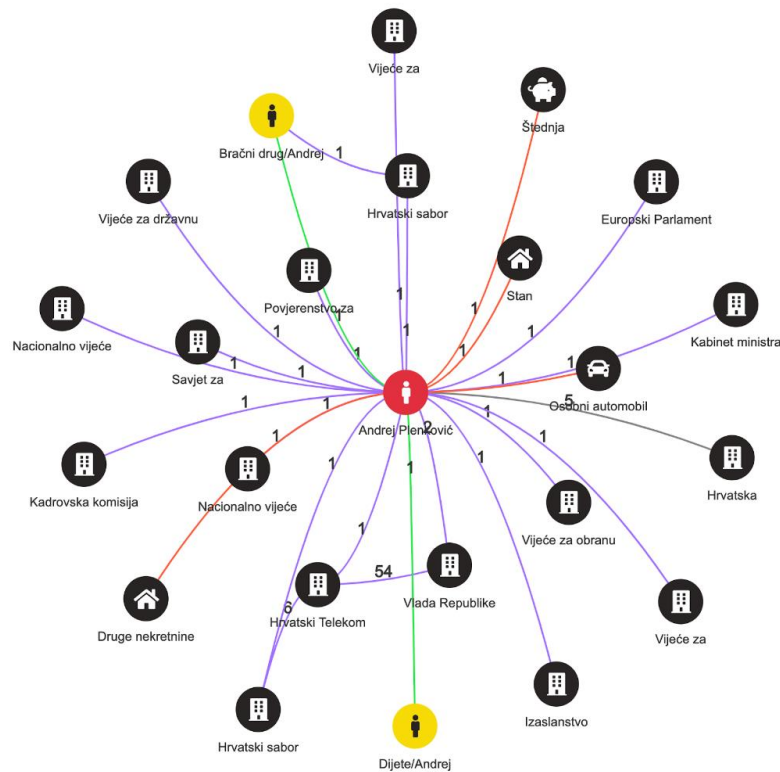 Vijeće za
Štednja
Bračni drug/Andrej
1
Hrvatski sabor
Vijeće za državnu
Europski Parlament
Povjerenstvo za
Stan
1
1
1
Nacionalno vijeće
Kabinet ministra
1
1
1
1
1
Savjet za
1
1
1
Osobni automobil
1
1
1
5
Andrej Plenković
2
1
1
Kadrovska komisija
Nacionalno vijeće
1
1
1
Hrvatska
1
Vijeće za obranu
54
Vlada Republike
6
Hrvatski Telekom
Druge nekretnine
Vijeće za
Izaslanstvo
Hrvatski sabor
Dijete/Andrej